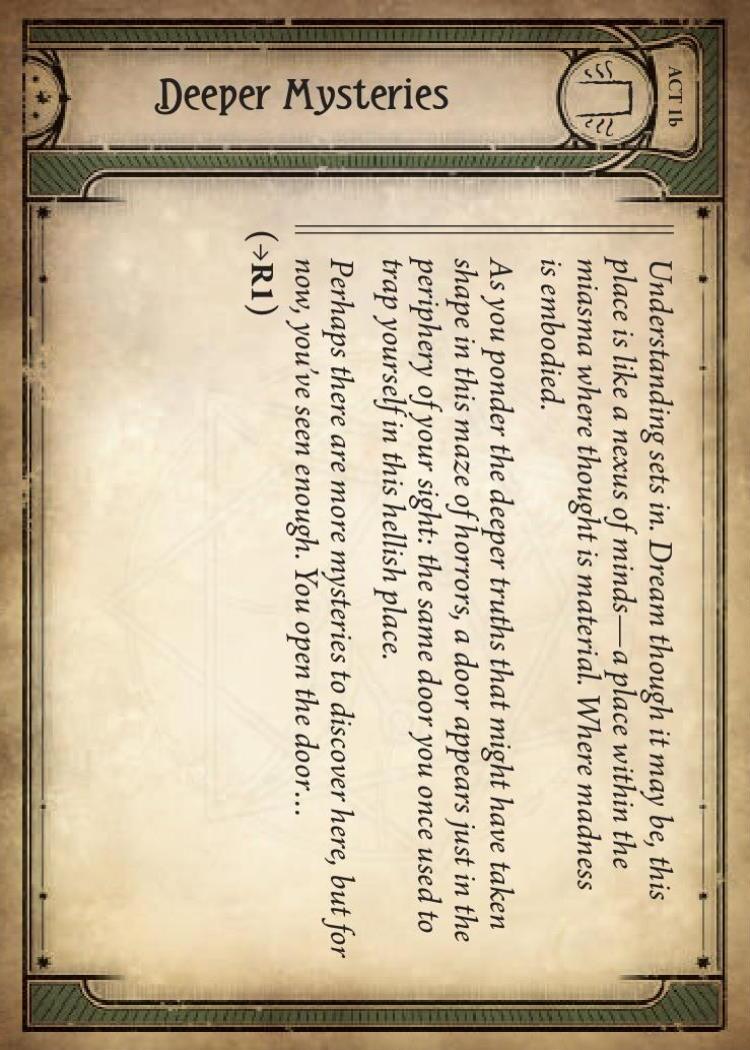 ACT 1b
Deeper Mysteries
Understanding sets in. Dream though it may be, this
place is like a nexus of minds—a place within the
miasma where thought is material. Where madness
is embodied.
As you ponder the deeper truths that might have taken
shape in this maze of horrors, a door appears just in the
periphery of your sight: the same door you once used to
trap yourself in this hellish place.
Perhaps there are more mysteries to discover here, but for
now, you've seen enough. You open the door…
(→R1)